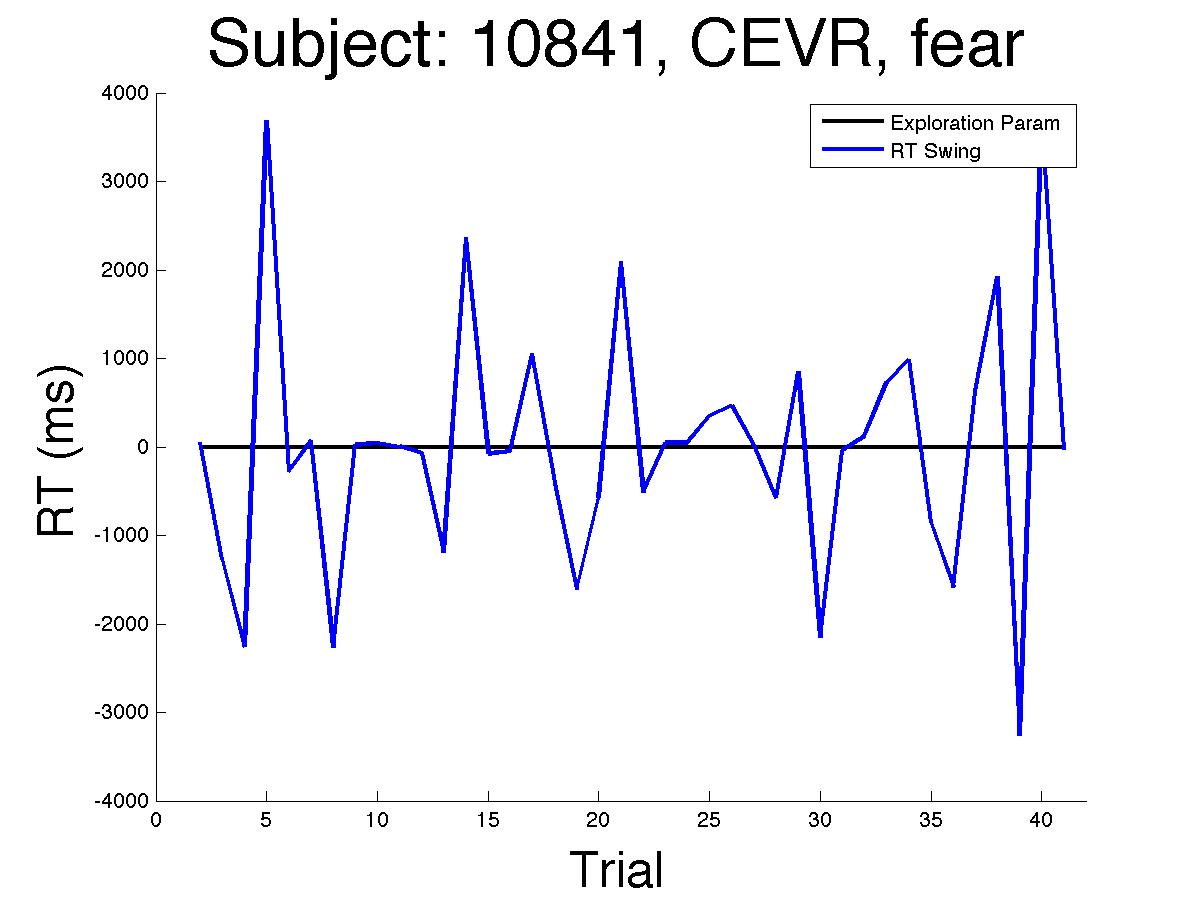 Subject: 10841, CEVR, fear
Exploration Param
RT Swing
4000
3000
2000
1000
0
-1000
-2000
-3000
-4000
RT (ms)
0 5 10 15 20 25 30 35 40
Trial